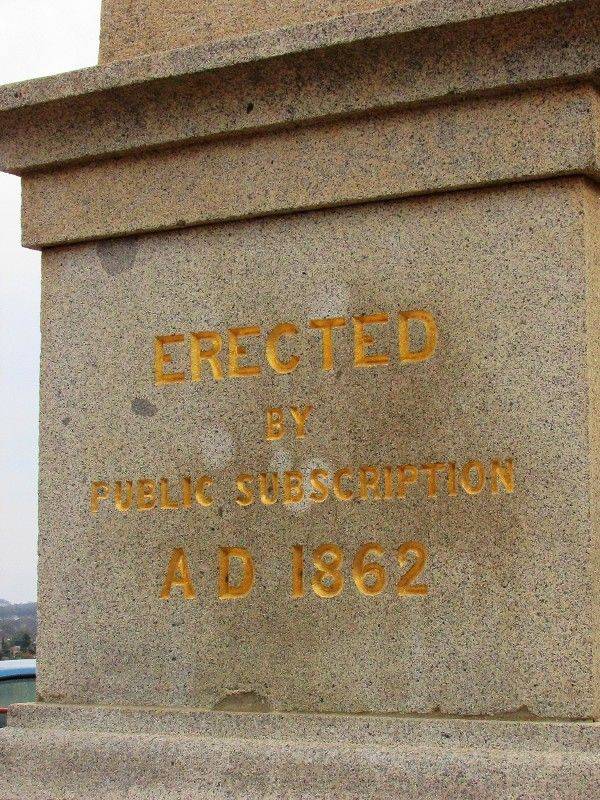 ERECTED
BY
PUBLIC SUBSCRIPTION
AD 1862